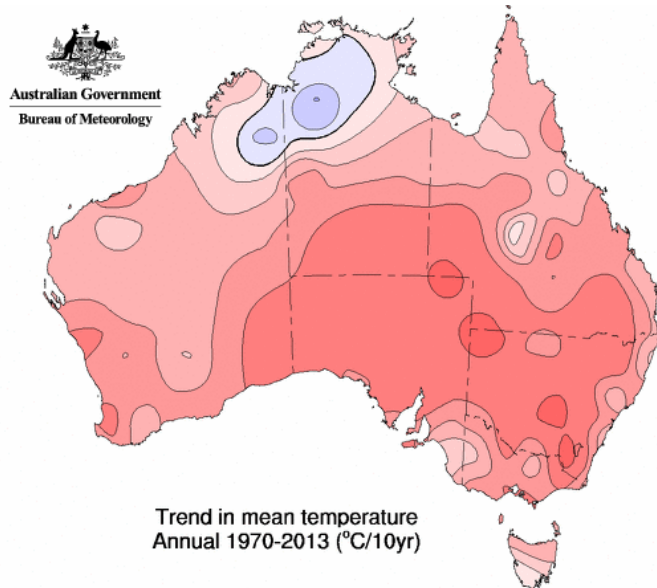 Australian Government
Bureau of Meteorology
Trend in mean temperature
Annual 1970-2013 (°C/10yr)